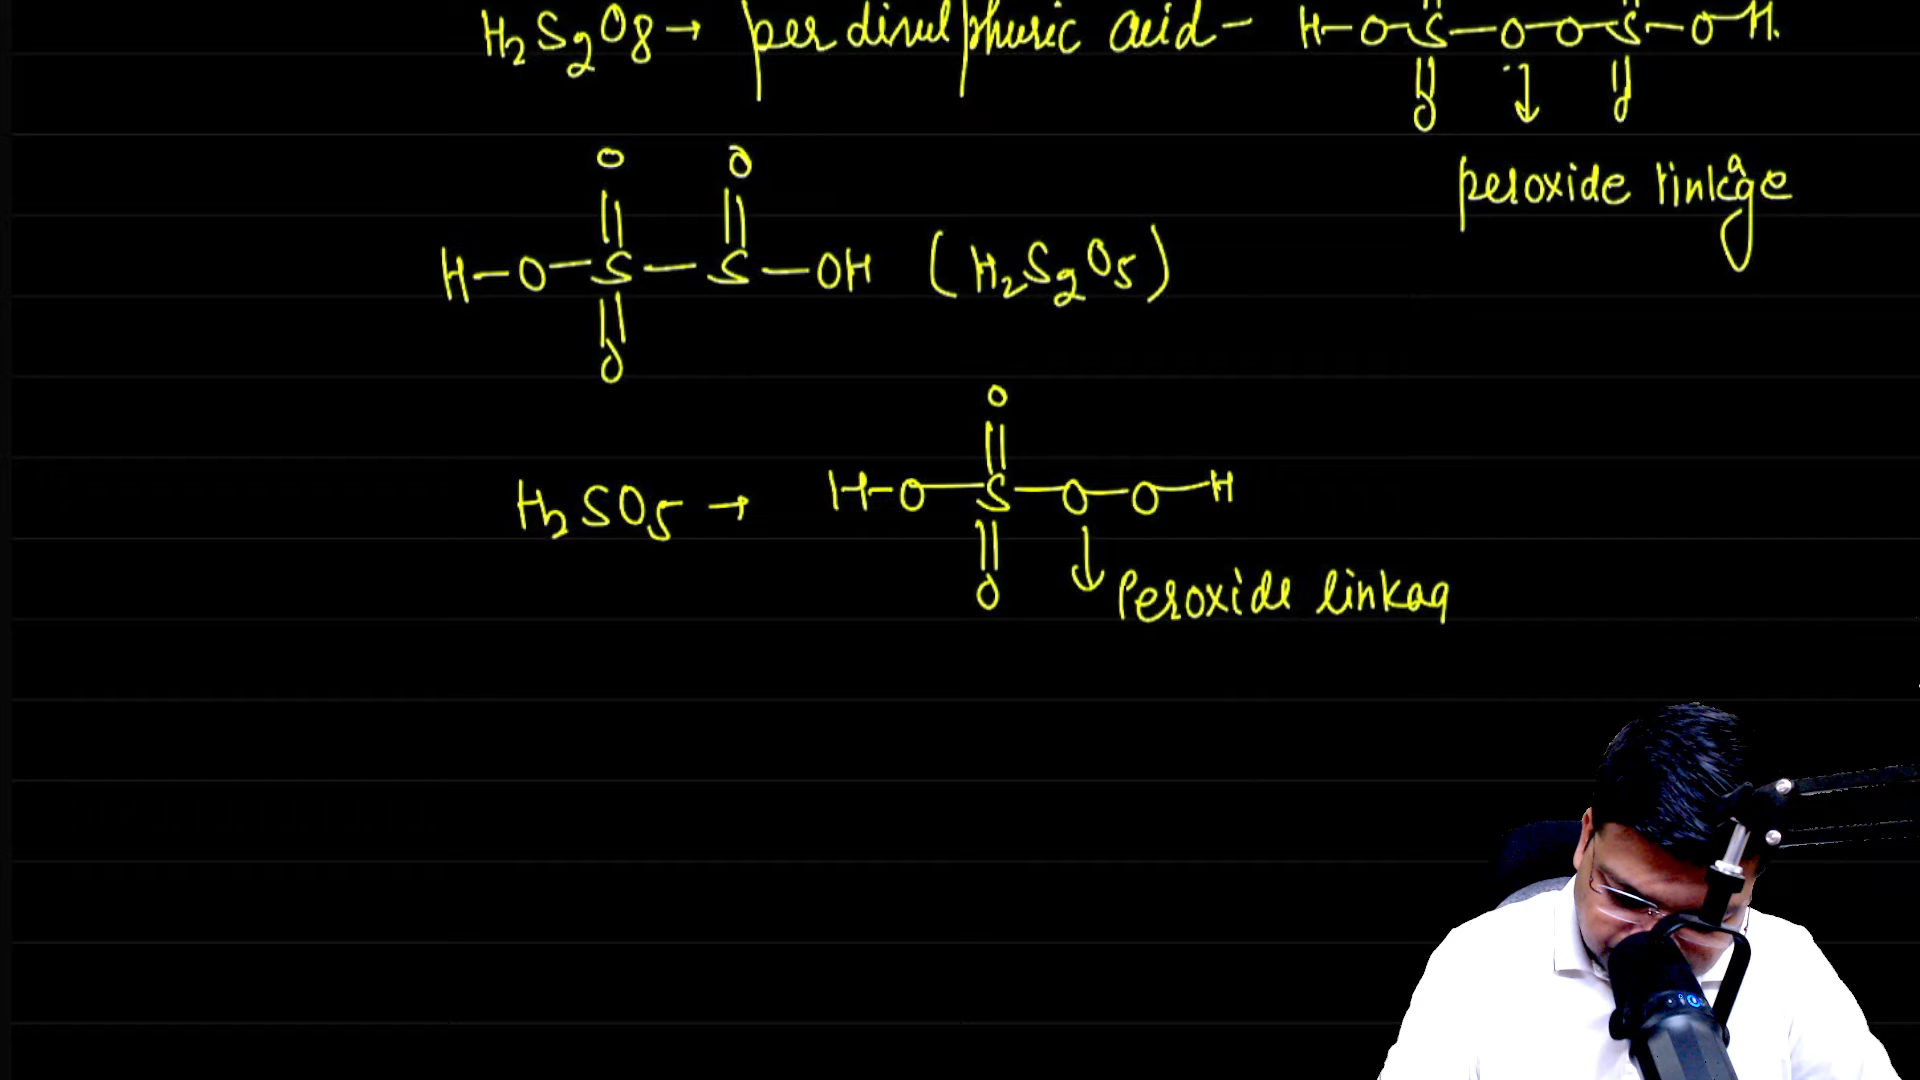 H2S2O8 → per disulphuric acid – H–O–S–O–O–S–O–H.
O O
peroxide linkage
O O
H–O–S–S–OH (H2S2O5)
O
O
H2SO5 → H–O–S–O–O–H
O
Peroxide linkag